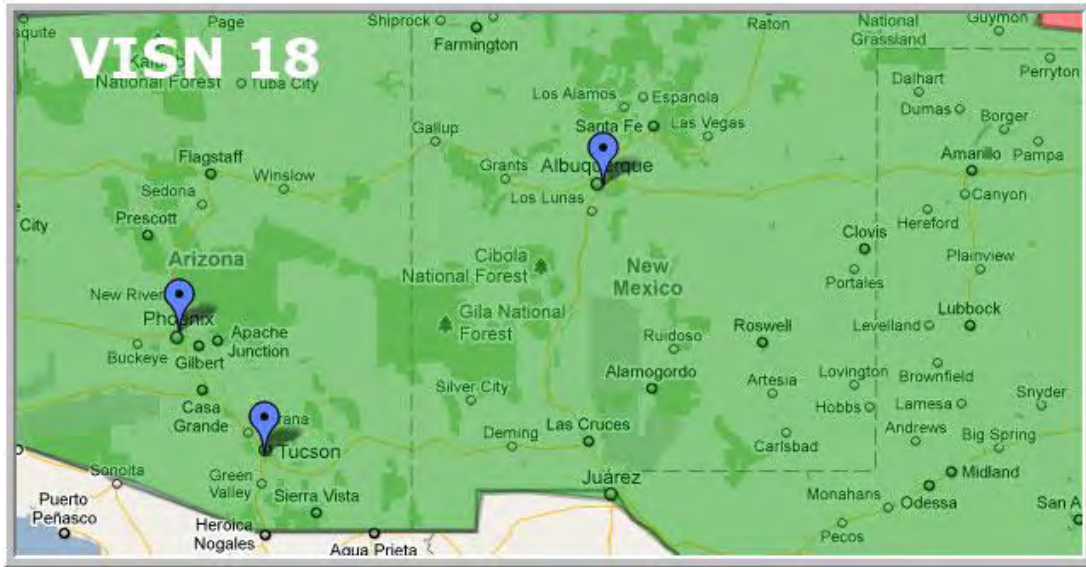 VISN 18
Page
Shiprock
Farmington
Raton
National
Grassland
Guymon
National Forest
Tuba City
Dalhart
Perryton
Los Alamos
Espanola
Dumas
Borger
Gallup
Santa Fe
Las Vegas
Flagstaff
Winslow
Grants
Albuquerque
Amarillo
Pampa
Sedona
Los Lunas
Canyon
City
Prescott
Hereford
Clovis
Arizona
Cibola
National Forest
New
Mexico
Plainview
Portales
New River
Phoenix
Gila National
Forest
Apache
Junction
Buckeye
Gilbert
Ruidoso
Roswell
Levelland
Lubbock
Silver City
Alamogordo
Artesia
Lovington
Brownfield
Snyder
Casa
Grande
rana
Hobbs
Lamesa
Tucson
Deming
Las Cruces
Carlsbad
Andrews
Big Spring
Sonoita
Green
Valley
Juárez
Midland
Puerto
Peñasco
Sierra Vista
Monahans
Odessa
San A
Heroica
Nogales
Agua Prieta
Pecos